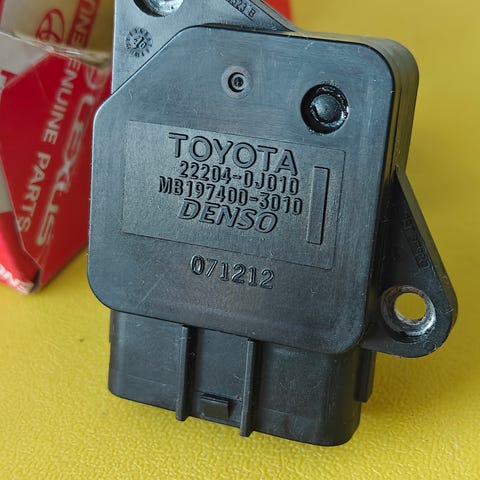 LEXUS
GENUINE PARTS
TOYOTA
22204-0J010
MB197400-3010
DENSO
071212